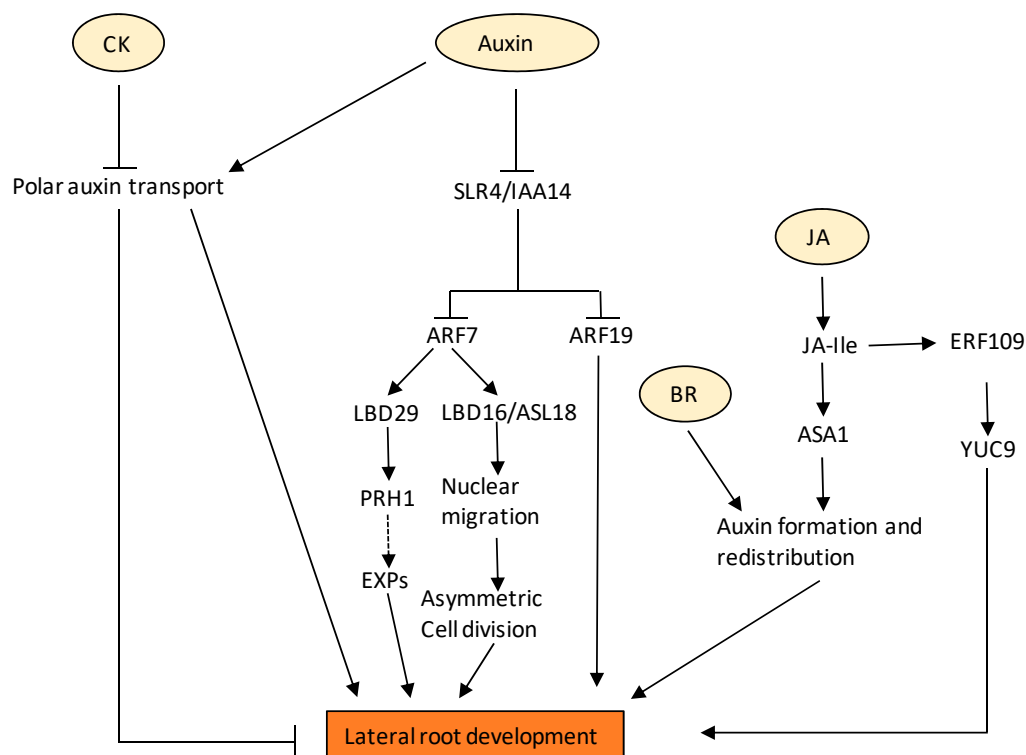 CK
Auxin
Polar auxin transport
SLR4/IAA14
JA
ARF7
ARF19
JA-Ile
ERF109
BR
LBD29
LBD16/ASL18
ASA1
YUC9
PRH1
Nuclear
migration
Auxin formation and
redistribution
EXPs
Asymmetric
Cell division
Lateral root development